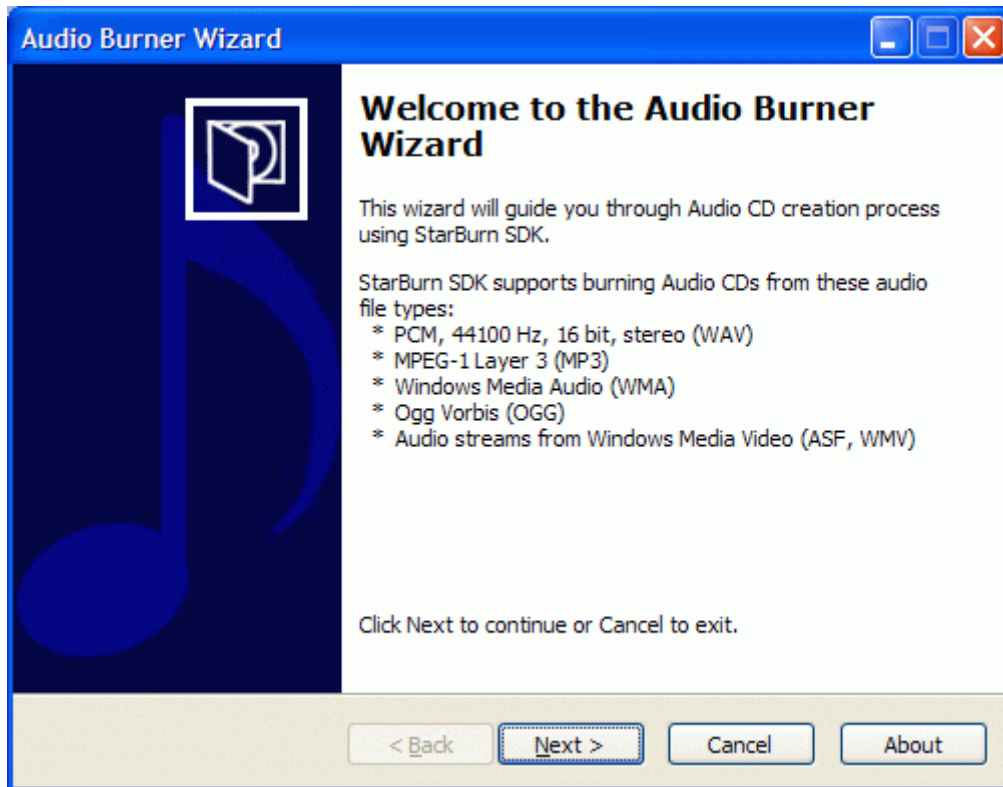 Audio Burner Wizard
Welcome to the Audio Burner
Wizard
This wizard will guide you through Audio CD creation process
using StarBurn SDK.
StarBurn SDK supports burning Audio CDs from these audio
file types:
* PCM, 44100 Hz, 16 bit, stereo (WAV)
* MPEG-1 Layer 3 (MP3)
* Windows Media Audio (WMA)
* Ogg Vorbis (OGG)
* Audio streams from Windows Media Video (ASF, WMV)
Click Next to continue or Cancel to exit.
< Back Next > Cancel About